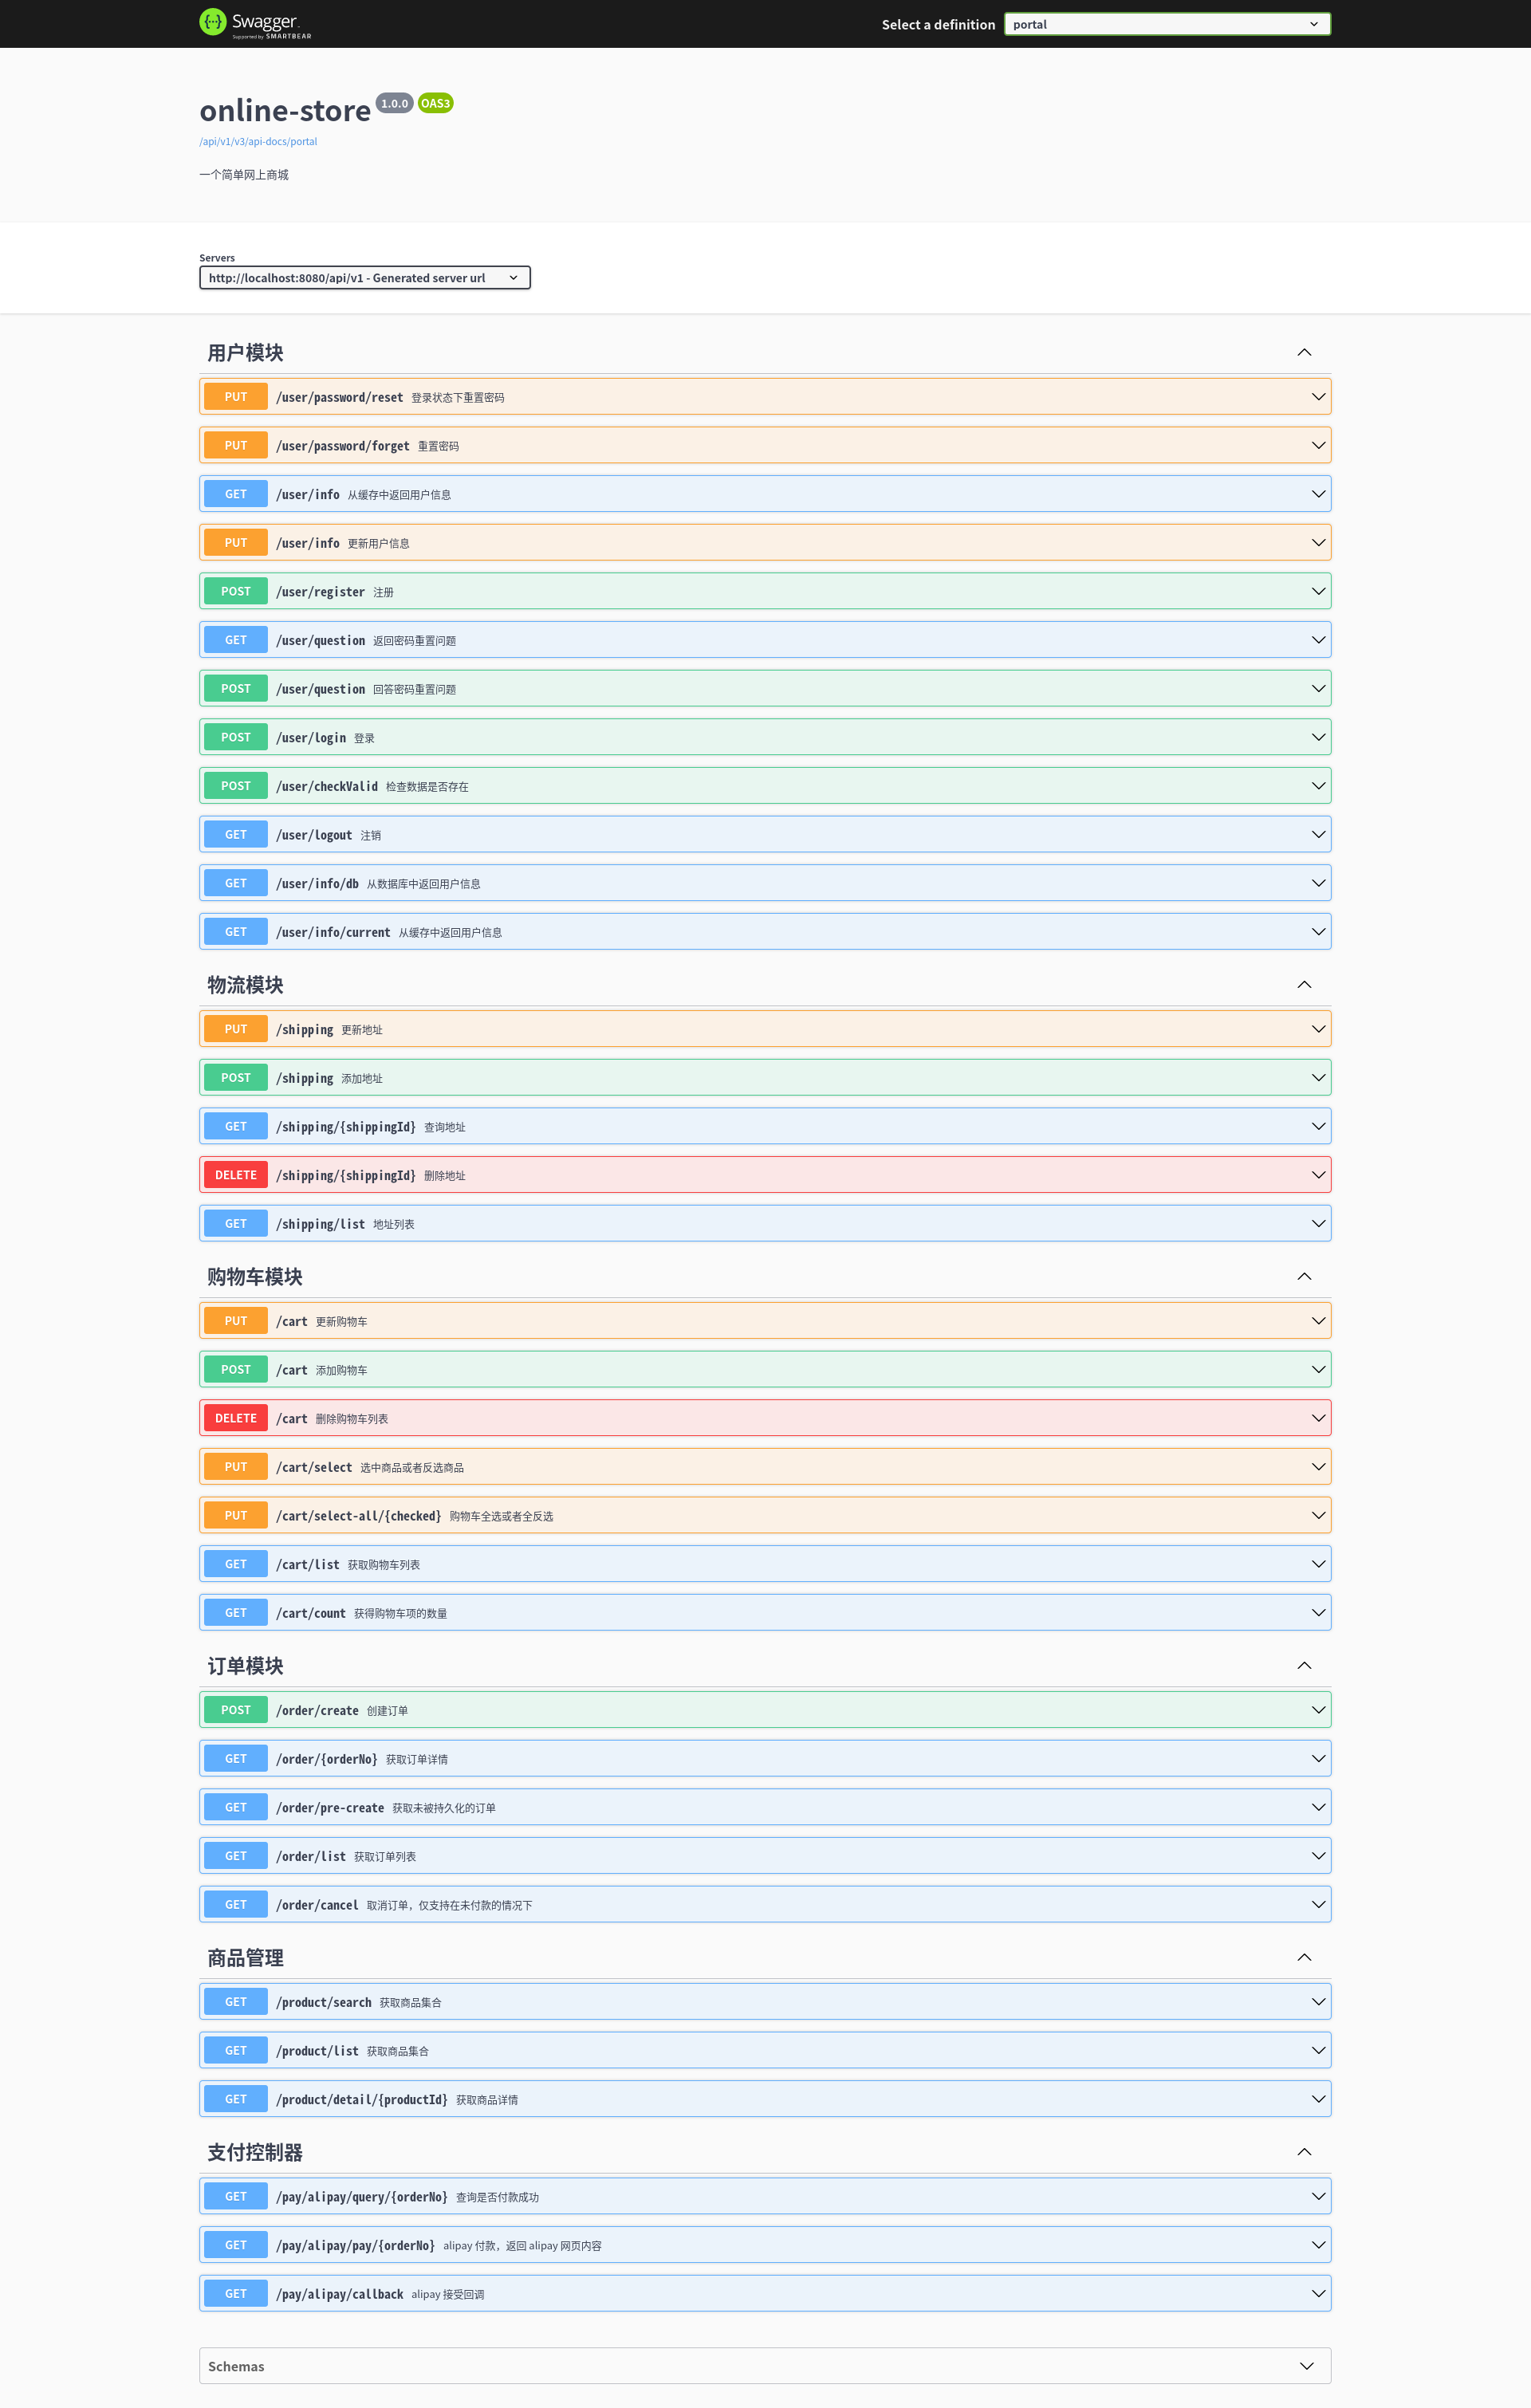 Swagger.
Supported by SMARTBEAR
Select a definition
portal
online-store 1.0.0 OAS3
/api/v1/v3/api-docs/portal
一个简单网上商城
Servers
http://localhost:8080/api/v1 - Generated server url
用户模块
PUT /user/password/reset 登录状态下重置密码
PUT /user/password/forget 重置密码
GET /user/info 从缓存中返回用户信息
PUT /user/info 更新用户信息
POST /user/register 注册
GET /user/question 返回密码重置问题
POST /user/question 回答密码重置问题
POST /user/login 登录
POST /user/checkValid 检查数据是否存在
GET /user/logout 注销
GET /user/info/db 从数据库中返回用户信息
GET /user/info/current 从缓存中返回用户信息
物流模块
PUT /shipping 更新地址
POST /shipping 添加地址
GET /shipping/{shippingId} 查询地址
DELETE /shipping/{shippingId} 删除地址
GET /shipping/list 地址列表
购物车模块
PUT /cart 更新购物车
POST /cart 添加购物车
DELETE /cart 删除购物车列表
PUT /cart/select 选中商品或者反选商品
PUT /cart/select-all/{checked} 购物车全选或者全反选
GET /cart/list 获取购物车列表
GET /cart/count 获得购物车项的数量
订单模块
POST /order/create 创建订单
GET /order/{orderNo} 获取订单详情
GET /order/pre-create 获取未被持久化的订单
GET /order/list 获取订单列表
GET /order/cancel 取消订单，仅支持在未付款的情况下
商品管理
GET /product/search 获取商品集合
GET /product/list 获取商品集合
GET /product/detail/{productId} 获取商品详情
支付控制器
GET /pay/alipay/query/{orderNo} 查询是否付款成功
GET /pay/alipay/pay/{orderNo} alipay 付款，返回 alipay 网页内容
GET /pay/alipay/callback alipay 接受回调
Schemas